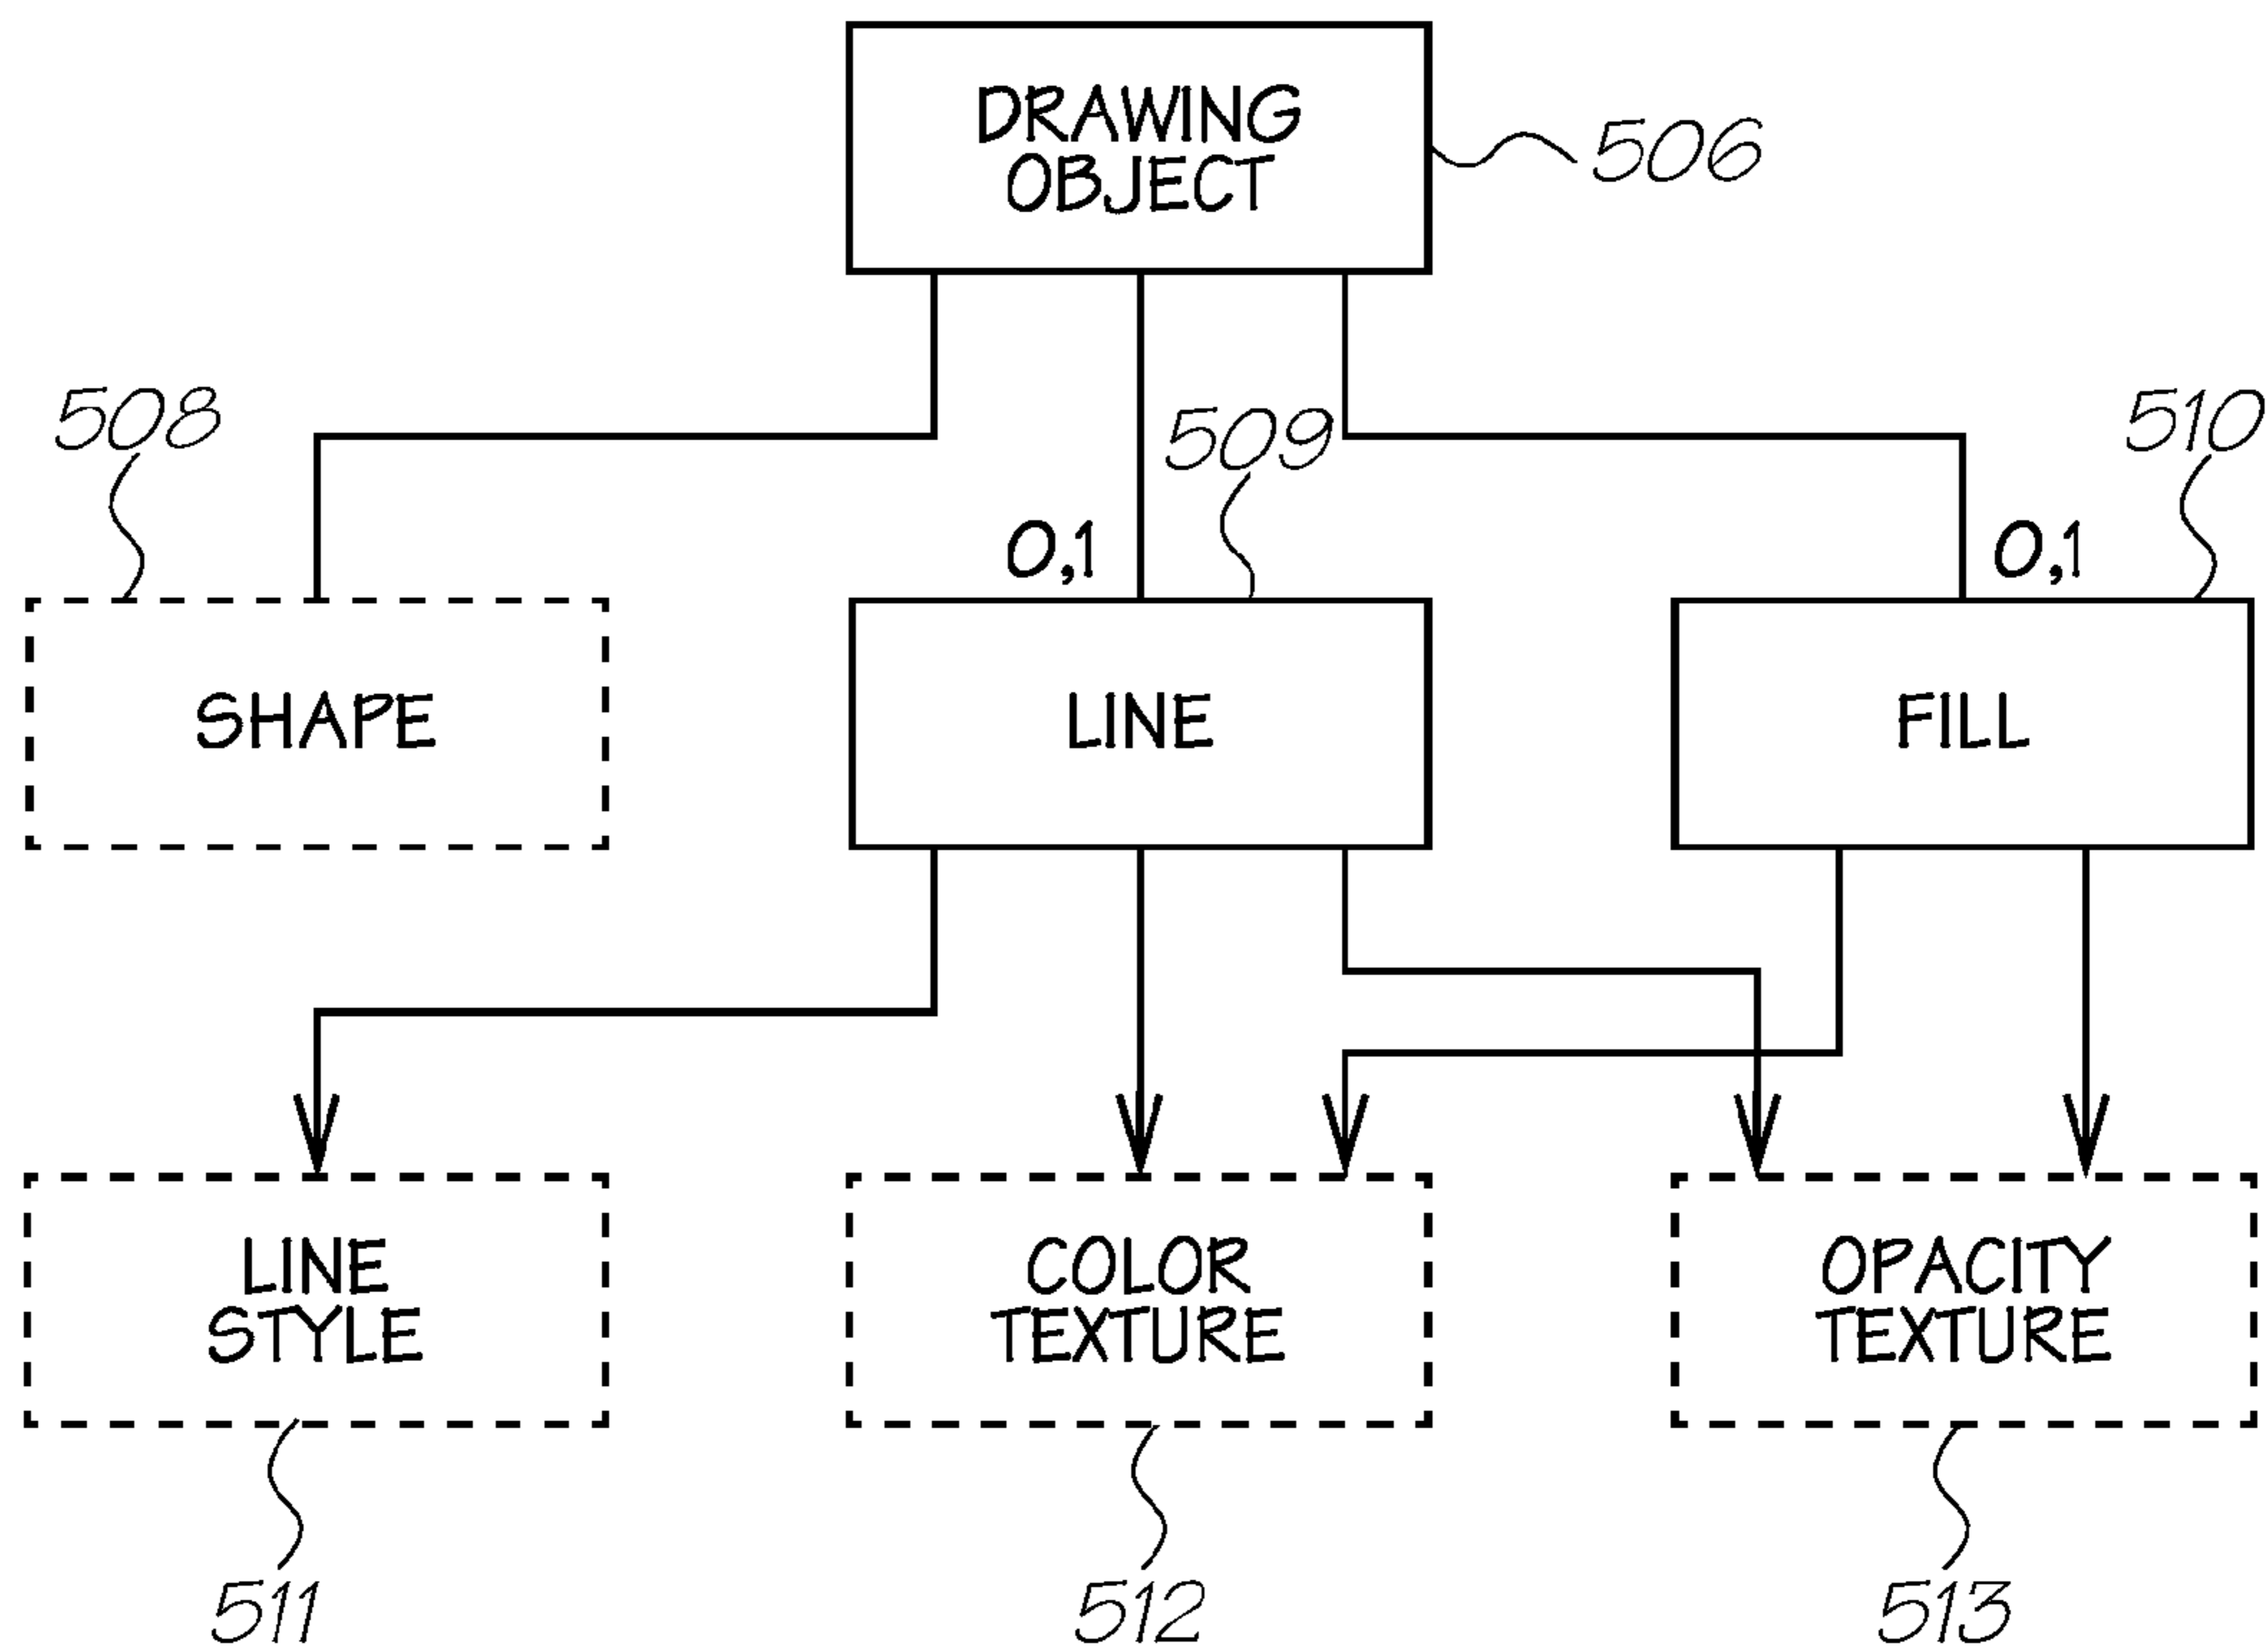 DRAWING
OBJECT
506
508
509
510
0,1
0,1
SHAPE
LINE
FILL
LINE
STYLE
COLOR
TEXTURE
OPACITY
TEXTURE
511
512
513